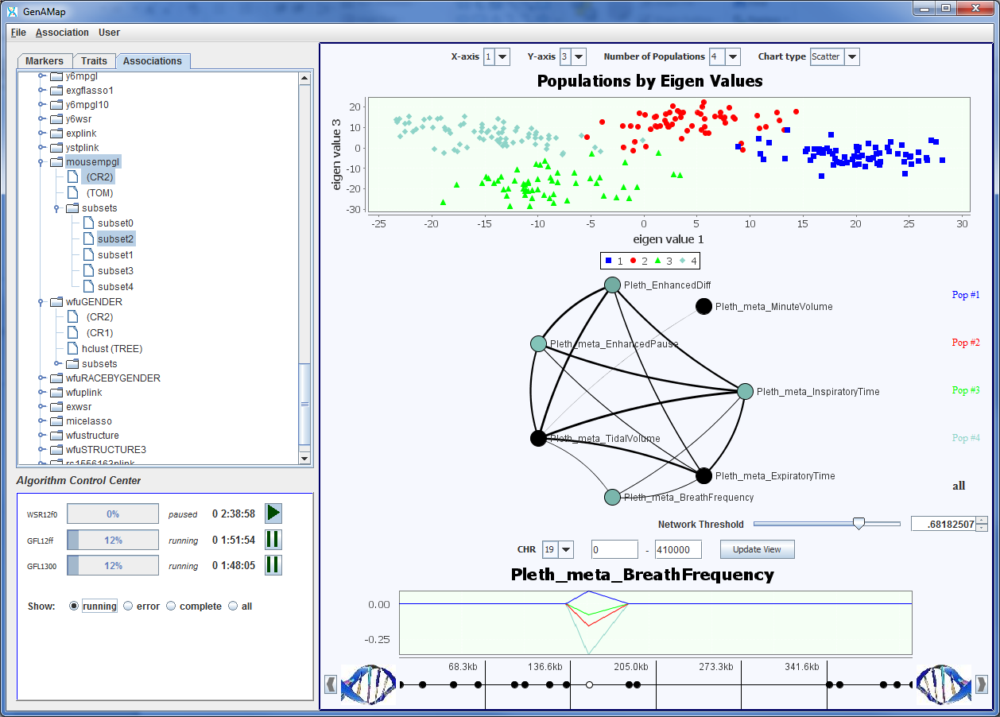 GenAMap
File Association User
Markers Traits Associations
y6mpgl
exgflasso1
y6mpgl10
y6wsr
explink
ystplink
mousempgl
(CR2)
(TOM)
subsets
subset0
subset2
subset1
subset3
subset4
wfuGENDER
(CR2)
(CR1)
hclust (TREE)
subsets
wfuRACEBYGENDER
wfuplink
exwsr
micelasso
wfustructure
wfuSTRUCTURE3
rs1556163plink
Algorithm Control Center
WSR12f0 0% paused 0 2:38:58
GFL12ff 12% running 0 1:51:54
GFL1300 12% running 0 1:48:05
Show: running error complete all
X-axis 1 Y-axis 3 Number of Populations 4 Chart type Scatter
Populations by Eigen Values
eigen value 3
20
10
0
-10
-20
-30
-25 -20 -15 -10 -5 0 5 10 15 20 25 30
eigen value 1
1 2 3 4
Pleth_EnhancedDiff
Pleth_meta_MinuteVolume
Pleth_meta_EnhancedPause
Pleth_meta_InspiratoryTime
Pleth_meta_TidalVolume
Pleth_meta_ExpiratoryTime
Pleth_meta_BreathFrequency
Pop #1
Pop #2
Pop #3
Pop #4
all
Network Threshold .68182507
CHR 19 0 - 410000 Update View
Pleth_meta_BreathFrequency
0.00
-0.25
68.3kb 136.6kb 205.0kb 273.3kb 341.6kb